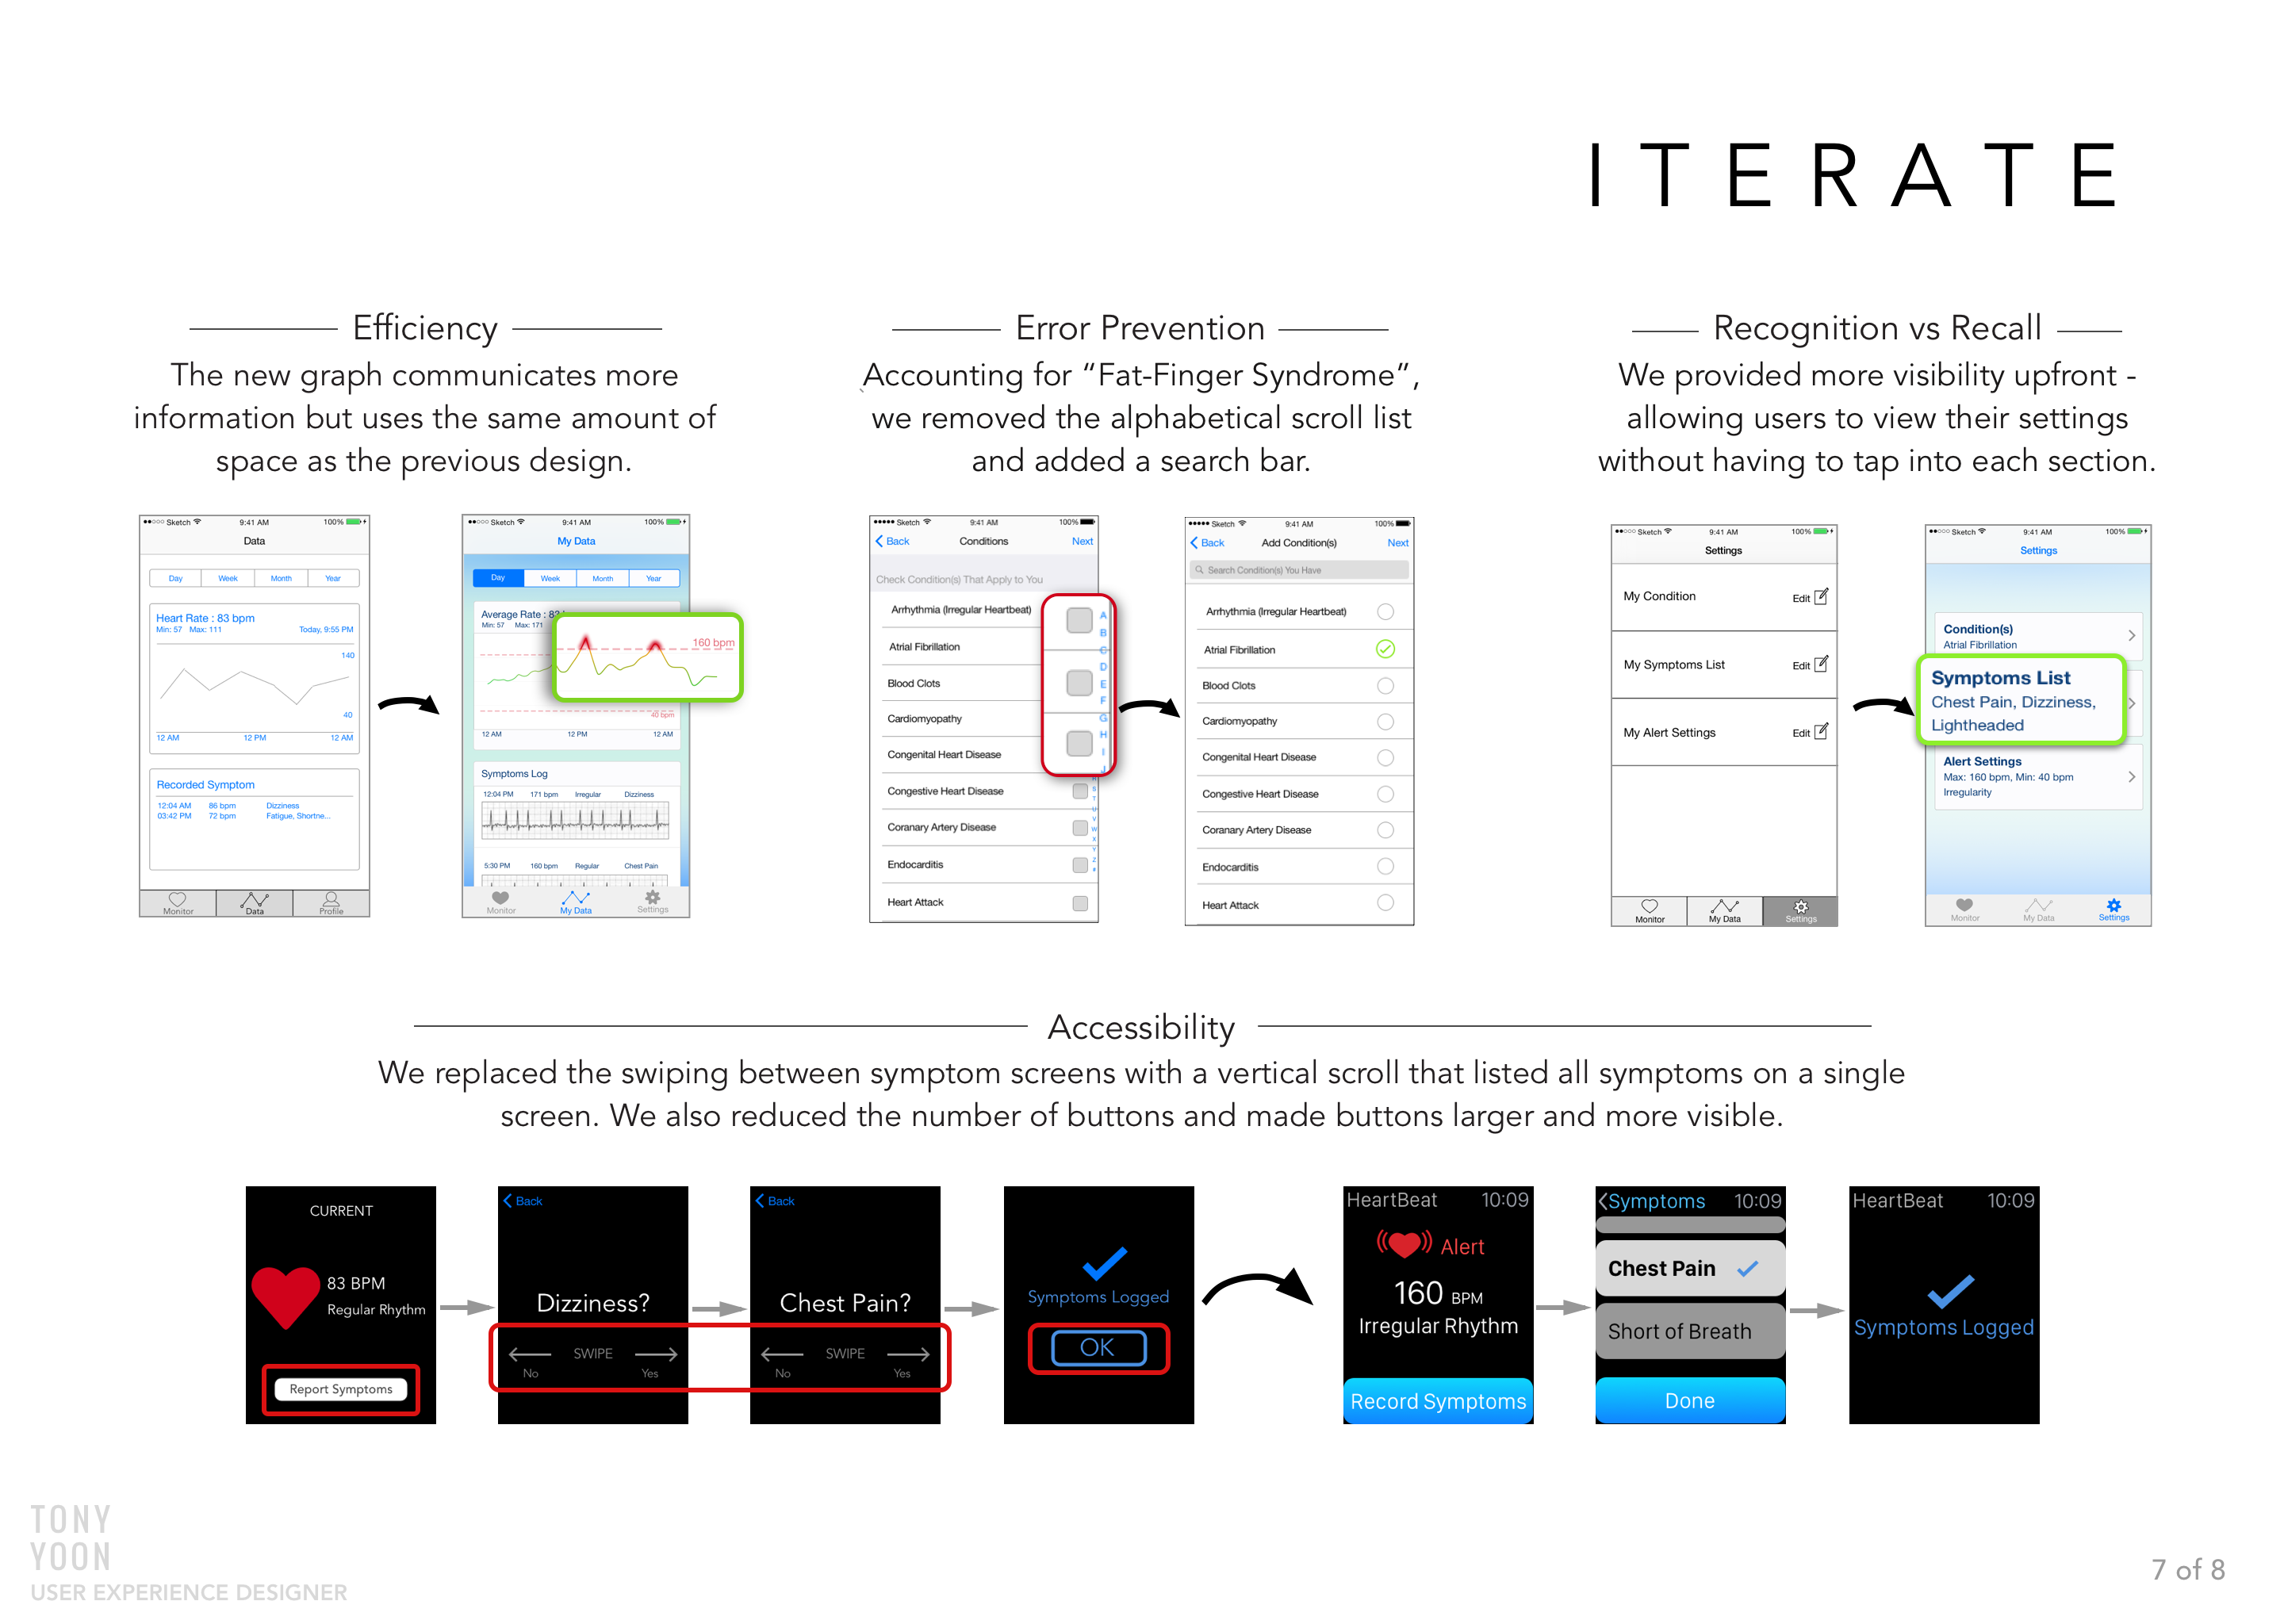 ITERATE
Efficiency
The new graph communicates more
information but uses the same amount of
space as the previous design.
Error Prevention
Accounting for “Fat-Finger Syndrome”,
we removed the alphabetical scroll list
and added a search bar.
Recognition vs Recall
We provided more visibility upfront -
allowing users to view their settings
without having to tap into each section.
Sketch 9:41 AM 100%
Data
Day Week Month Year
Heart Rate : 83 bpm
Min: 57 Max: 111 Today, 9:55 PM
140
40
12 AM 12 PM 12 AM
Recorded Symptom
12:04 AM 86 bpm Dizziness
03:42 PM 72 bpm Fatigue, Shortne...
Monitor Data Profile
Sketch 9:41 AM 100%
My Data
Day Week Month Year
Average Rate : 83
Min: 57 Max: 171
160 bpm
40 bpm
12 AM 12 PM 12 AM
Symptoms Log
12:04 PM 171 bpm Irregular Dizziness
5:30 PM 160 bpm Regular Chest Pain
Monitor My Data Settings
Sketch 9:41 AM 100%
Back Conditions Next
Check Condition(s) That Apply to You
Arrhythmia (Irregular Heartbeat)
Atrial Fibrillation
Blood Clots
Cardiomyopathy
Congenital Heart Disease
Congestive Heart Disease
Coranary Artery Disease
Endocarditis
Heart Attack
A
B
C
D
E
F
G
H
I
J
S
T
U
V
W
X
Y
Z
#
Sketch 9:41 AM 100%
Back Add Condition(s) Next
Search Condition(s) You Have
Arrhythmia (Irregular Heartbeat)
Atrial Fibrillation
Blood Clots
Cardiomyopathy
Congenital Heart Disease
Congestive Heart Disease
Coranary Artery Disease
Endocarditis
Heart Attack
Sketch 9:41 AM 100%
Settings
My Condition Edit
My Symptoms List Edit
My Alert Settings Edit
Monitor My Data Settings
Sketch 9:41 AM 100%
Settings
Condition(s)
Atrial Fibrillation
Symptoms List
Chest Pain, Dizziness,
Lightheaded
Alert Settings
Max: 160 bpm, Min: 40 bpm
Irregularity
Monitor My Data Settings
Accessibility
We replaced the swiping between symptom screens with a vertical scroll that listed all symptoms on a single
screen. We also reduced the number of buttons and made buttons larger and more visible.
CURRENT
83 BPM
Regular Rhythm
Report Symptoms
Back
Dizziness?
SWIPE
No Yes
Back
Chest Pain?
SWIPE
No Yes
Symptoms Logged
OK
HeartBeat 10:09
Alert
160 BPM
Irregular Rhythm
Record Symptoms
Symptoms 10:09
Chest Pain
Short of Breath
Done
HeartBeat 10:09
Symptoms Logged
TONY
YOON
USER EXPERIENCE DESIGNER
7 of 8